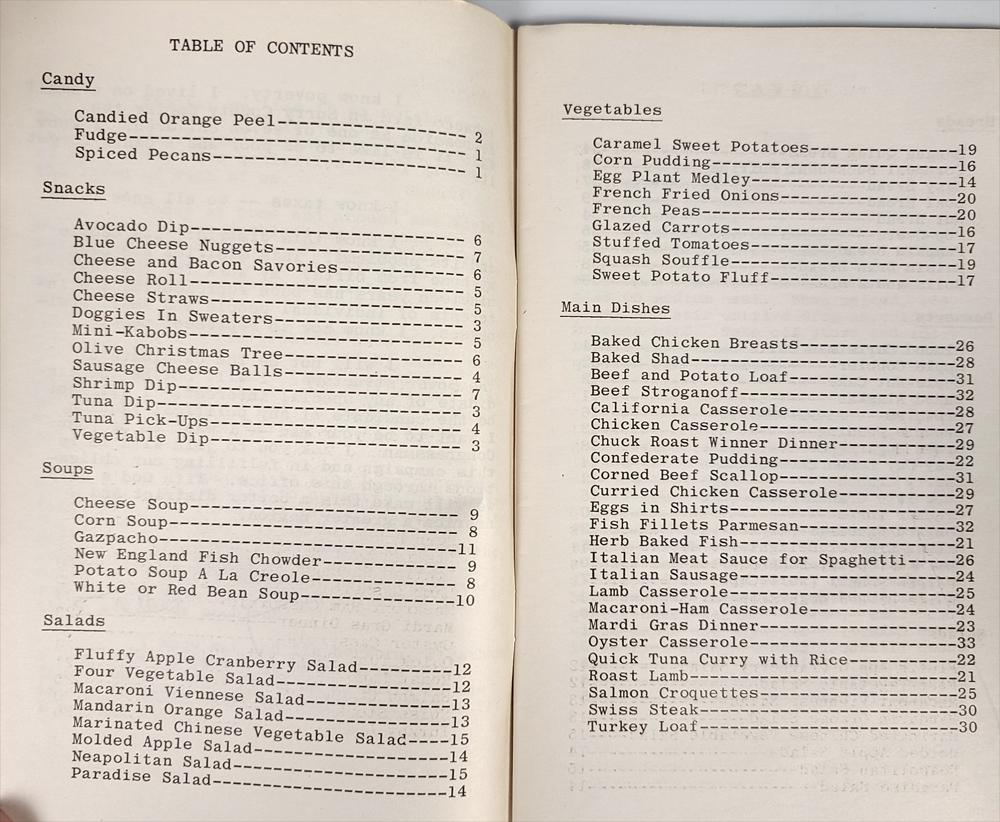 TABLE OF CONTENTS
Candy
Candied Orange Peel--------------------- 2
Fudge------------------------------------ 1
Spiced Pecans---------------------------- 1
Snacks
Avocado Dip------------------------------ 6
Blue Cheese Nuggets--------------------- 7
Cheese and Bacon Savories-------------- 6
Cheese Roll------------------------------ 5
Cheese Straws---------------------------- 5
Doggies In Sweaters--------------------- 3
Mini-Kabobs------------------------------ 5
Olive Christmas Tree-------------------- 6
Sausage Cheese Balls-------------------- 4
Shrimp Dip------------------------------- 7
Tuna Dip--------------------------------- 3
Tuna Pick-Ups---------------------------- 4
Vegetable Dip---------------------------- 3
Soups
Cheese Soup------------------------------ 9
Corn Soup-------------------------------- 8
Gazpacho---------------------------------11
New England Fish Chowder--------------- 9
Potato Soup A La Creole---------------- 8
White or Red Bean Soup-----------------10
Salads
Fluffy Apple Cranberry Salad----------12
Four Vegetable Salad-------------------12
Macaroni Viennese Salad----------------13
Mandarin Orange Salad------------------13
Marinated Chinese Vegetable Salad----15
Molded Apple Salad---------------------14
Neapolitan Salad-----------------------15
Paradise Salad-------------------------14
Vegetables
Caramel Sweet Potatoes---------------19
Corn Pudding-------------------------16
Egg Plant Medley---------------------14
French Fried Onions------------------20
French Peas--------------------------20
Glazed Carrots-----------------------16
Stuffed Tomatoes---------------------17
Squash Souffle-----------------------19
Sweet Potato Fluff-------------------17
Main Dishes
Baked Chicken Breasts----------------26
Baked Shad---------------------------28
Beef and Potato Loaf-----------------31
Beef Stroganoff----------------------32
California Casserole-----------------28
Chicken Casserole--------------------27
Chuck Roast Winner Dinner------------29
Confederate Pudding------------------22
Corned Beef Scallop------------------31
Curried Chicken Casserole------------29
Eggs in Shirts-----------------------27
Fish Fillets Parmesan----------------32
Herb Baked Fish----------------------21
Italian Meat Sauce for Spaghetti-----26
Italian Sausage----------------------24
Lamb Casserole-----------------------25
Macaroni-Ham Casserole---------------24
Mardi Gras Dinner--------------------23
Oyster Casserole---------------------33
Quick Tuna Curry with Rice-----------22
Roast Lamb---------------------------21
Salmon Croquettes--------------------25
Swiss Steak--------------------------30
Turkey Loaf--------------------------30